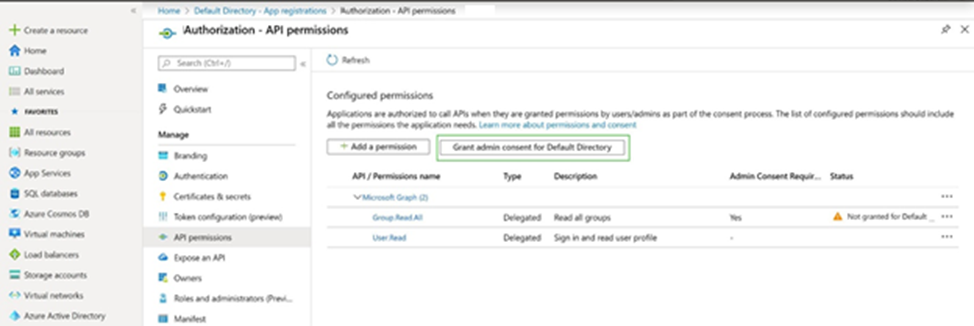 Home > Default Directory - App registrations > Authorization - API permissions
Authorization - API permissions
«
Create a resource
Home
Dashboard
All services
FAVORITES
All resources
Resource groups
App Services
SQL databases
Azure Cosmos DB
Virtual machines
Load balancers
Storage accounts
Virtual networks
Azure Active Directory
Search (Ctrl+/)
«
Overview
Quickstart
Manage
Branding
Authentication
Certificates & secrets
Token configuration (preview)
API permissions
Expose an API
Owners
Roles and administrators (Previ...
Manifest
Refresh
Configured permissions
Applications are authorized to call APIs when they are granted permissions by users/admins as part of the consent process. The list of configured permissions should include
all the permissions the application needs. Learn more about permissions and consent
+ Add a permission Grant admin consent for Default Directory
API / Permissions name Type Description Admin Consent Requir... Status
Microsoft Graph (2) ...
Group.Read.All Delegated Read all groups Yes Not granted for Default ... ...
User.Read Delegated Sign in and read user profile - ...